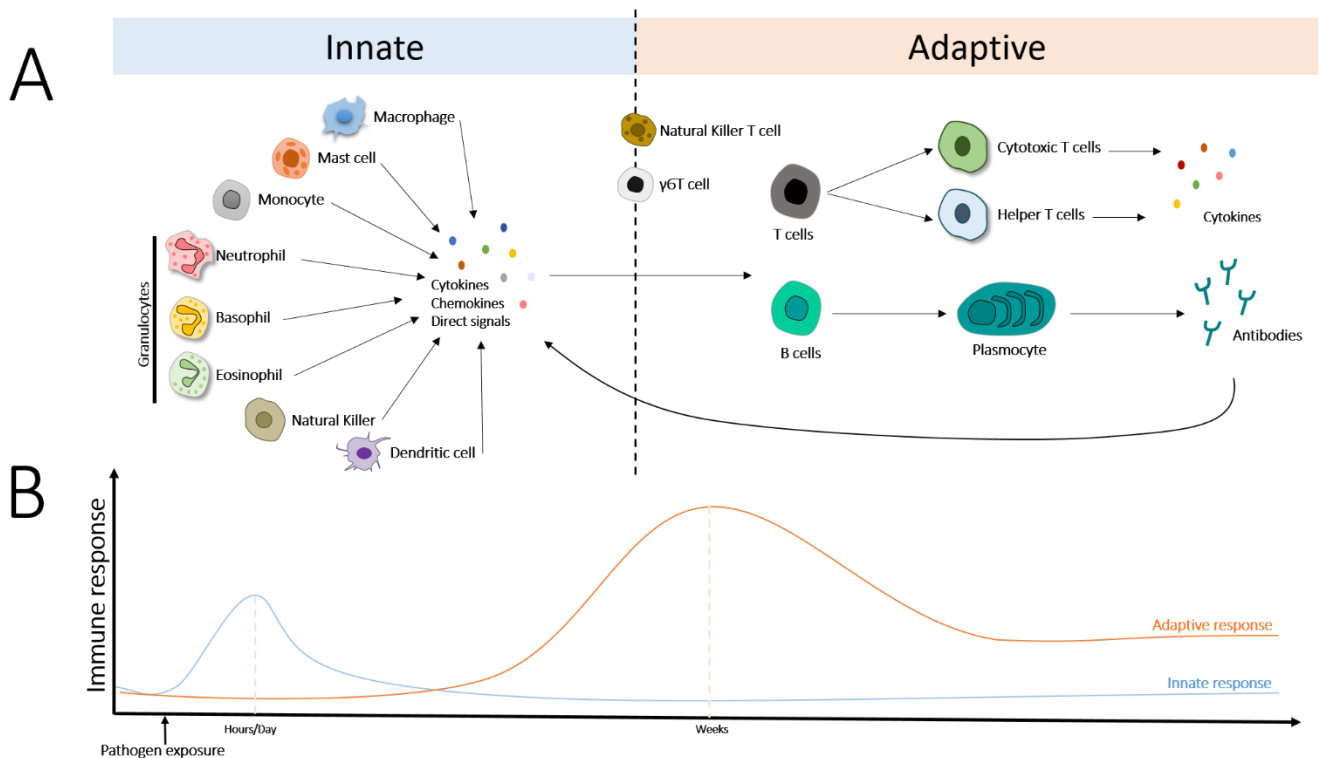 A
Innate
Adaptive
Macrophage
Mast cell
Monocyte
Granulocytes
Neutrophil
Basophil
Eosinophil
Natural Killer
Dendritic cell
Cytokines
Chemokines
Direct signals
Natural Killer T cell
γδT cell
T cells
B cells
Cytotoxic T cells
Helper T cells
Plasmocyte
Cytokines
Antibodies
B
Immune response
Adaptive response
Innate response
Hours/Day
Weeks
Pathogen exposure